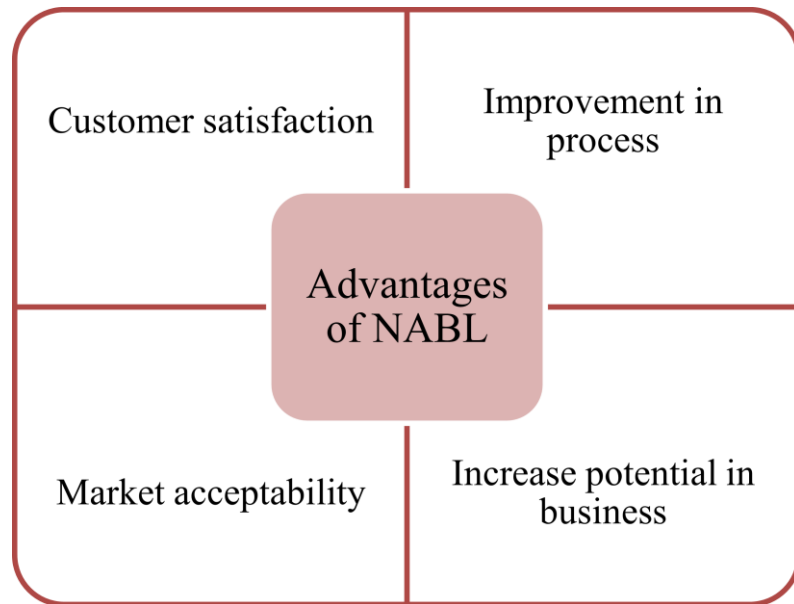 Customer satisfaction
Improvement in
process
Advantages
of NABL
Market acceptability
Increase potential in
business